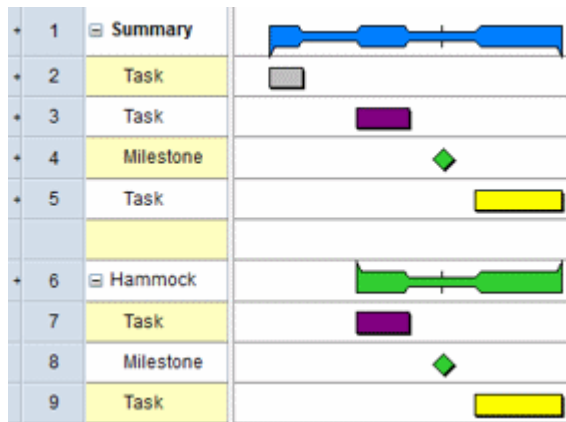 1 Summary
2 Task
3 Task
4 Milestone
5 Task
6 Hammock
7 Task
8 Milestone
9 Task